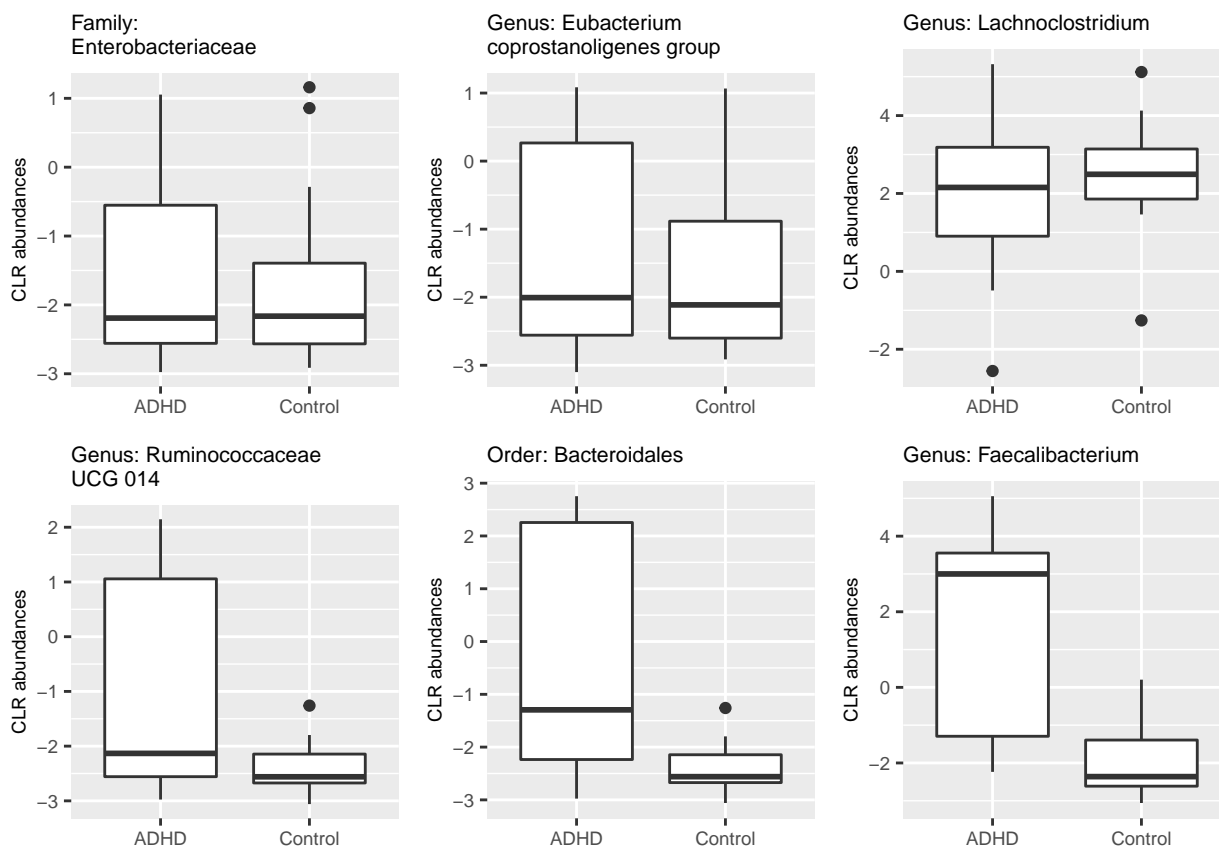 Family:
Enterobacteriaceae
CLR abundances
1
0
−1
−2
−3
ADHD
Control
Genus: Eubacterium
coprostanoligenes group
CLR abundances
1
0
−1
−2
−3
ADHD
Control
Genus: Lachnoclostridium
CLR abundances
4
2
0
−2
ADHD
Control
Genus: Ruminococcaceae
UCG 014
CLR abundances
2
1
0
−1
−2
−3
ADHD
Control
Order: Bacteroidales
CLR abundances
3
2
1
0
−1
−2
−3
ADHD
Control
Genus: Faecalibacterium
CLR abundances
4
2
0
−2
ADHD
Control